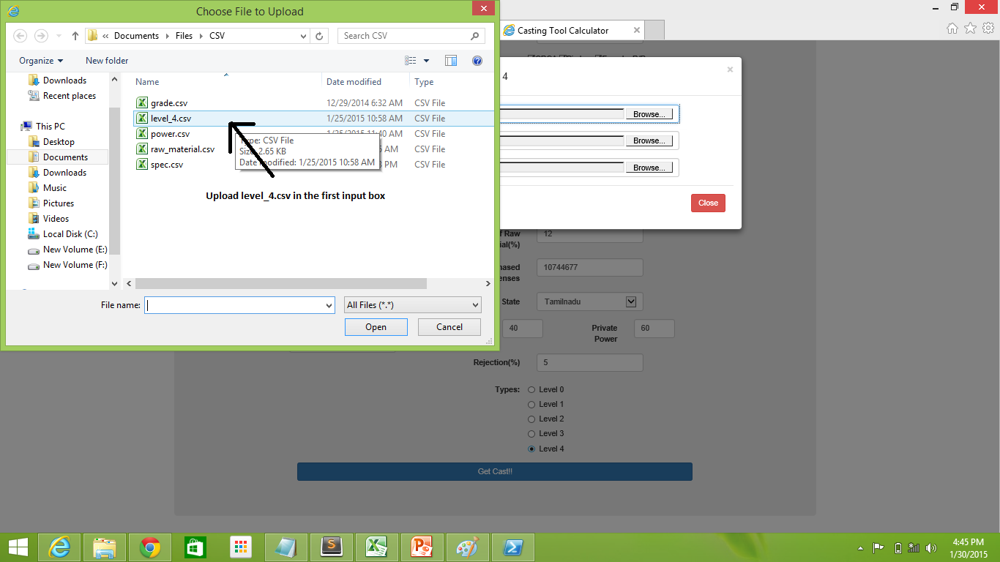 Choose File to Upload
« Documents Files CSV
Search CSV
Organize
New folder
Downloads
Recent places
This PC
Desktop
Documents
Downloads
Music
Pictures
Videos
Local Disk (C:)
New Volume (E:)
New Volume (F:)
Name Date modified Type
grade.csv 12/29/2014 6:32 AM CSV File
level_4.csv 1/25/2015 10:58 AM CSV File
power.csv 1/25/2015 11:40 AM CSV File
raw_material.csv AM CSV File
spec.csv PM CSV File
Type: CSV File
Size: 2.65 KB
Date modified: 1/25/2015 10:58 AM
Upload level_4.csv in the first input box
File name:
All Files (*.*)
Open
Cancel
Casting Tool Calculator
4
Browse...
Browse...
Browse...
Close
of Raw
12
10744677
State
Tamilnadu
40
Private
Power
60
Rejection(%)
5
Types:
Level 0
Level 1
Level 2
Level 3
Level 4
Get Cast!!
4:45 PM
1/30/2015